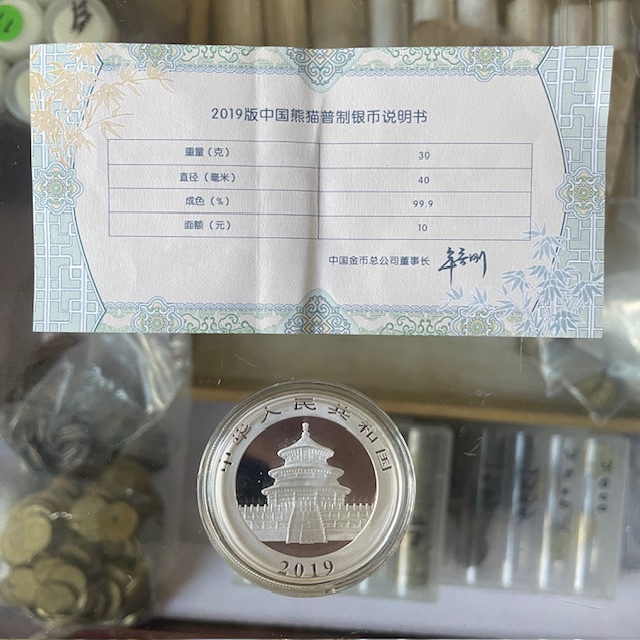 2019版中国熊猫普制银币说明书
重量（克） 30
直径（毫米） 40
成色（%） 99.9
面额（元） 10
中国金币总公司董事长
中华人民共和国
2019